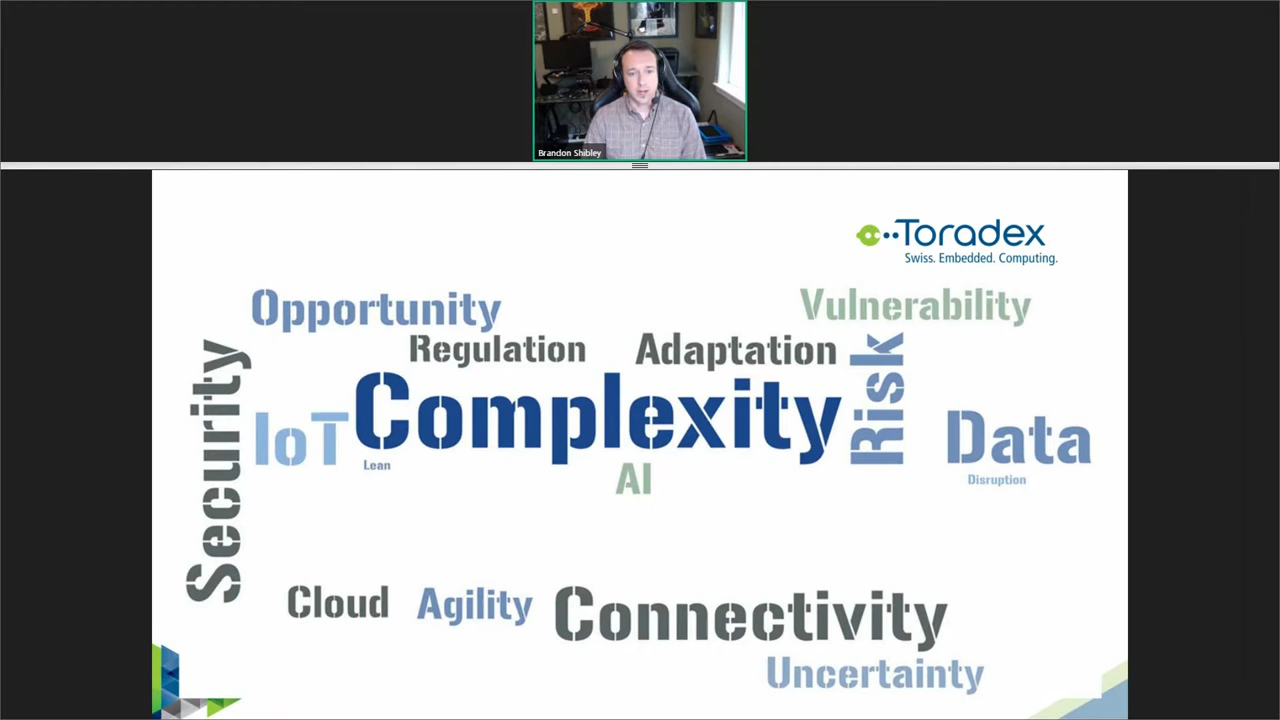 Brandon Shibley
Toradex
Swiss. Embedded. Computing.
Opportunity
Vulnerability
Regulation
Adaptation
Security
IoT
Complexity
Risk
Data
Lean
AI
Disruption
Cloud
Agility
Connectivity
Uncertainty